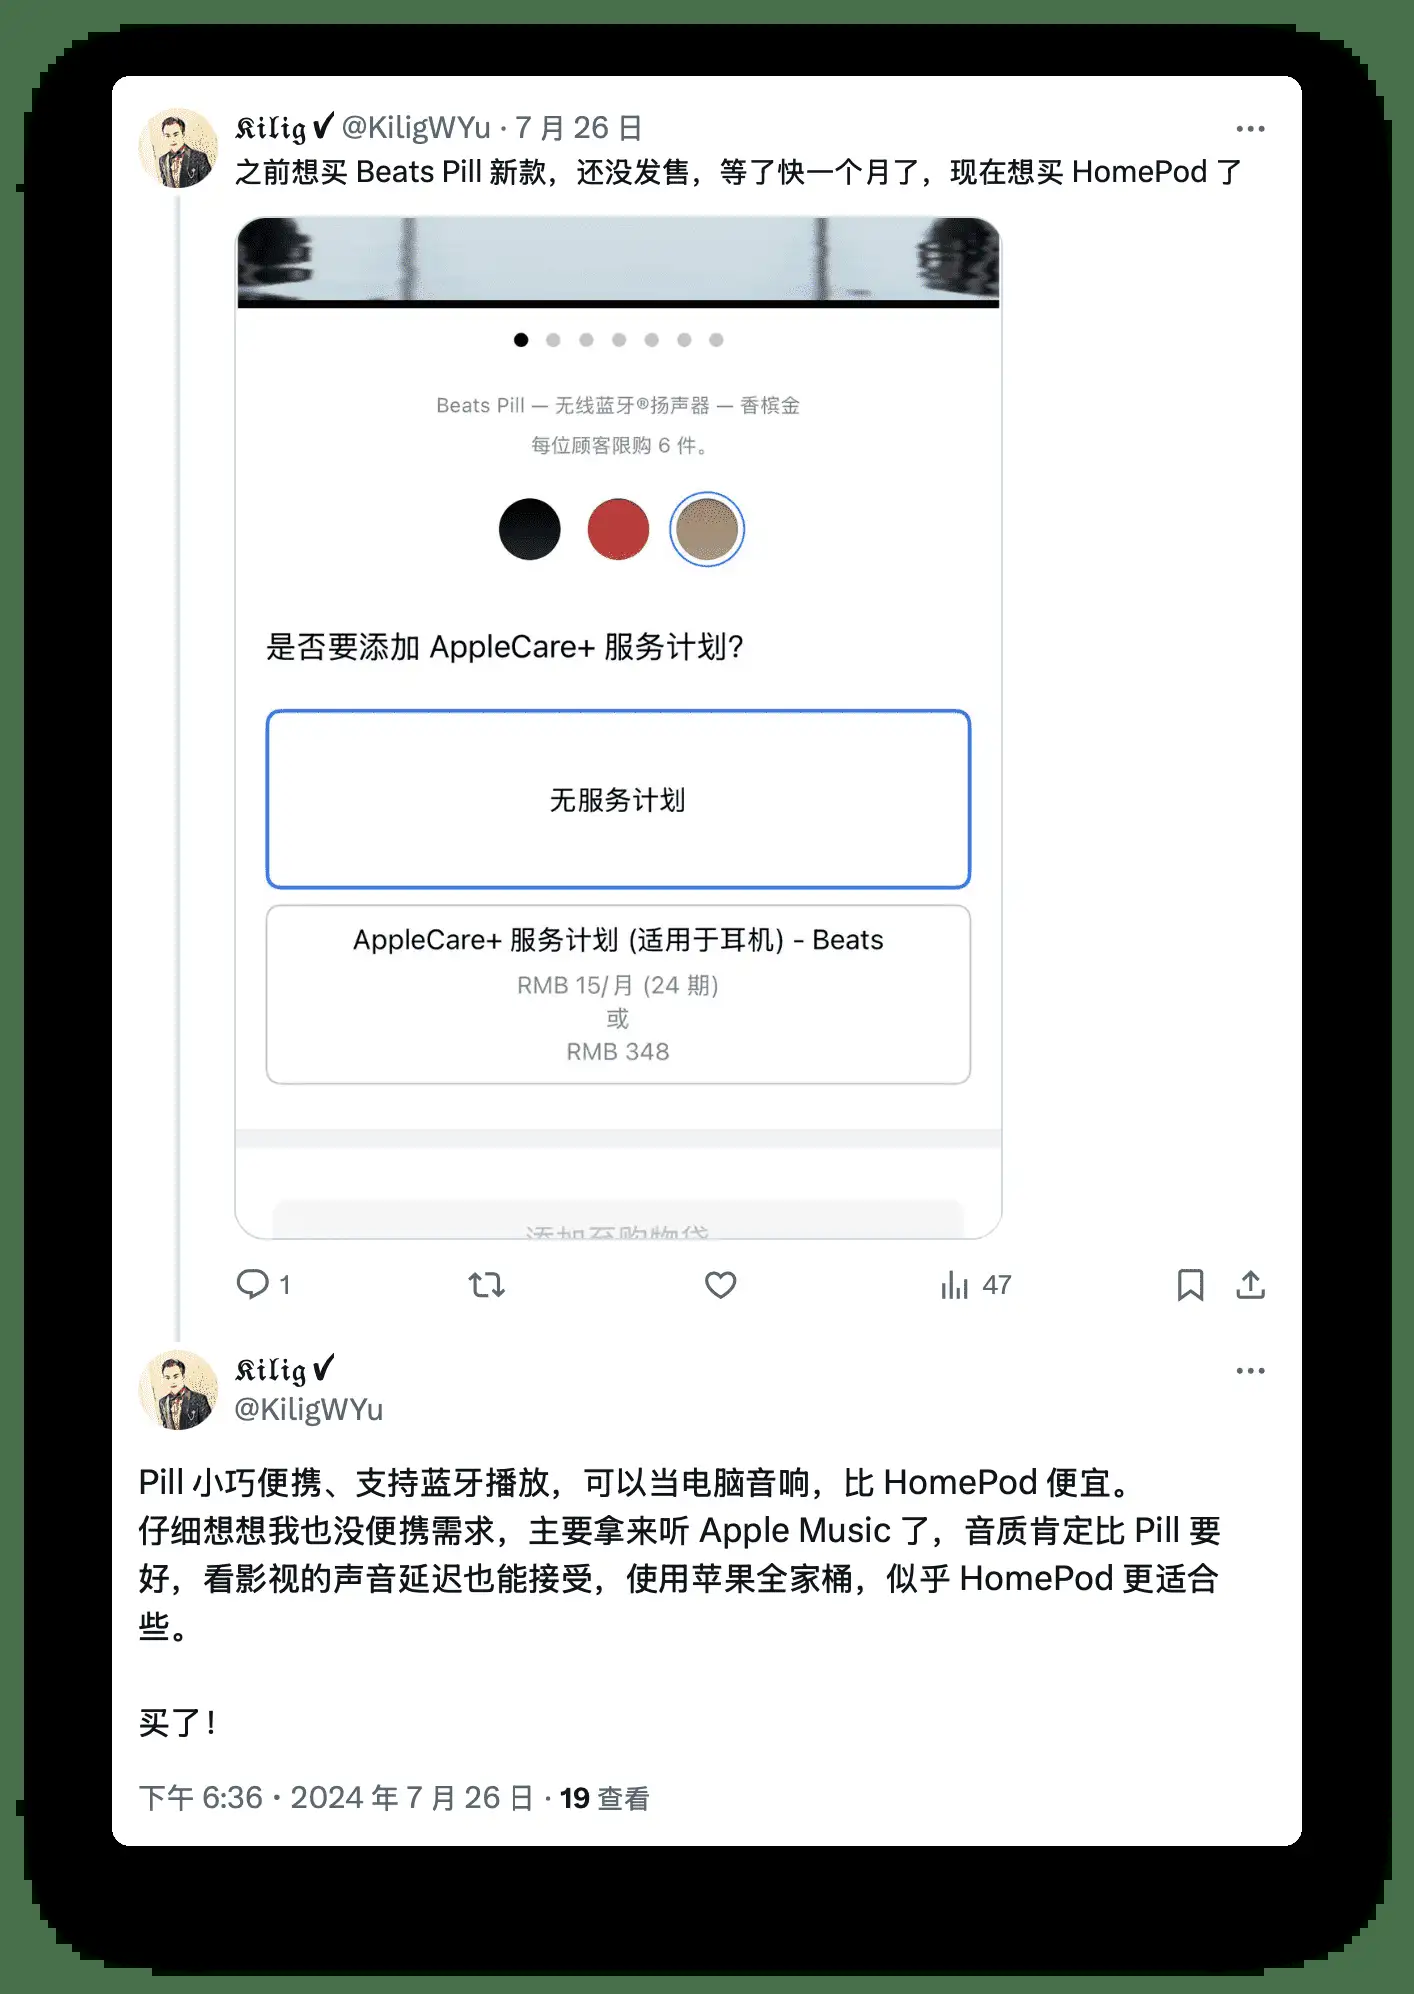 𝕶𝖎𝖑𝖎𝖌 ✔ @KiligWYu · 7 月 26 日
之前想买 Beats Pill 新款，还没发售，等了快一个月了，现在想买 HomePod 了
Beats Pill — 无线蓝牙®扬声器 — 香槟金
每位顾客限购 6 件。
是否要添加 AppleCare+ 服务计划?
无服务计划
AppleCare+ 服务计划 (适用于耳机) - Beats
RMB 15/月 (24 期)
或
RMB 348
添加至购物袋
1
47
𝕶𝖎𝖑𝖎𝖌 ✔
@KiligWYu
Pill 小巧便携、支持蓝牙播放，可以当电脑音响，比 HomePod 便宜。
仔细想想我也没便携需求，主要拿来听 Apple Music 了，音质肯定比 Pill 要
好，看影视的声音延迟也能接受，使用苹果全家桶，似乎 HomePod 更适合
些。
买了！
下午 6:36 · 2024 年 7 月 26 日 · 19 查看